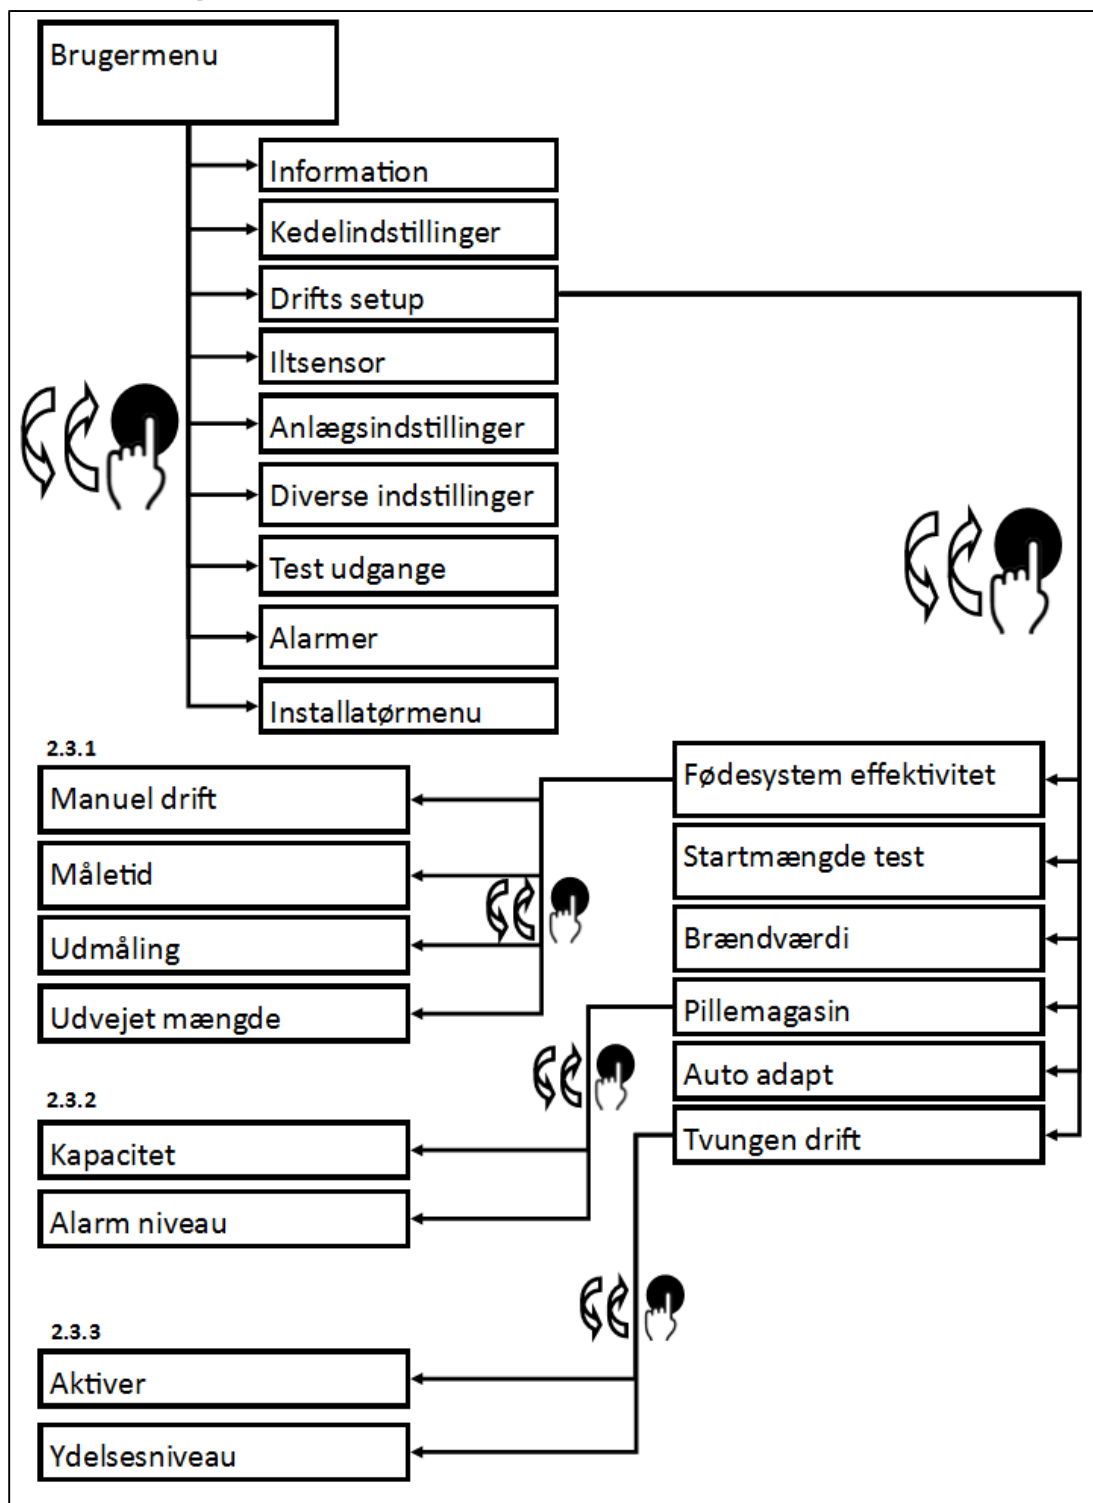 Brugermenu
Information
Kedelindstillinger
Drifts setup
Iltsensor
Anlægsindstillinger
Diverse indstillinger
Test udgange
Alarmer
Installatørmenu
Fødesystem effektivitet
Startmængde test
Brændværdi
Pillemagasin
Auto adapt
Tvungen drift
2.3.1
Manuel drift
Måletid
Udmåling
Udvejet mængde
2.3.2
Kapacitet
Alarm niveau
2.3.3
Aktiver
Ydelsesniveau